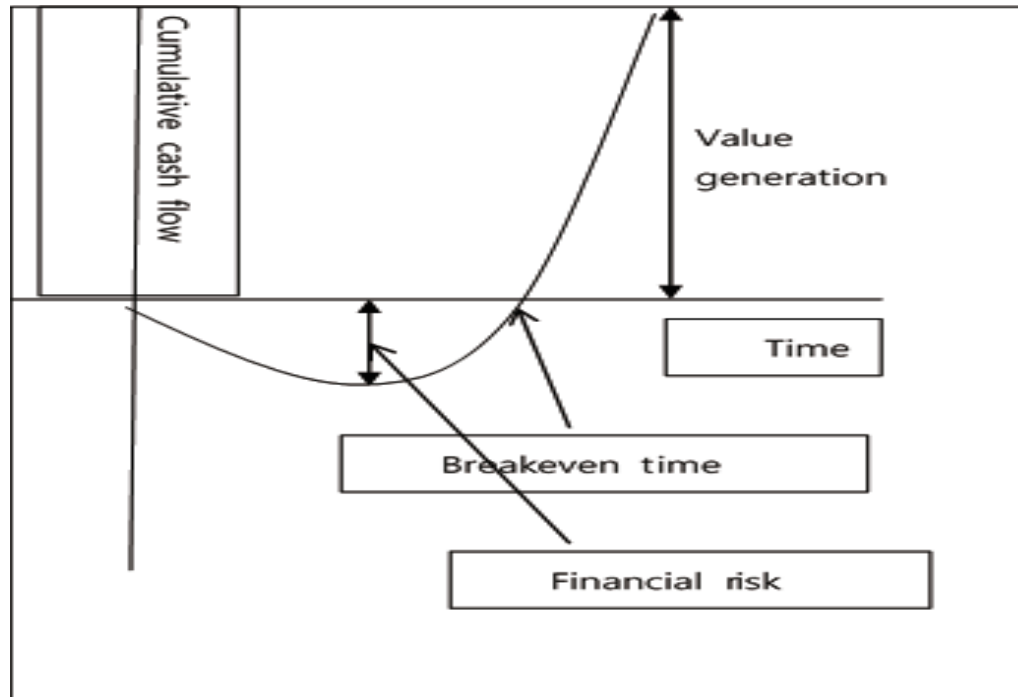 Cumulative cash flow
Value
generation
Time
Breakeven time
Financial risk